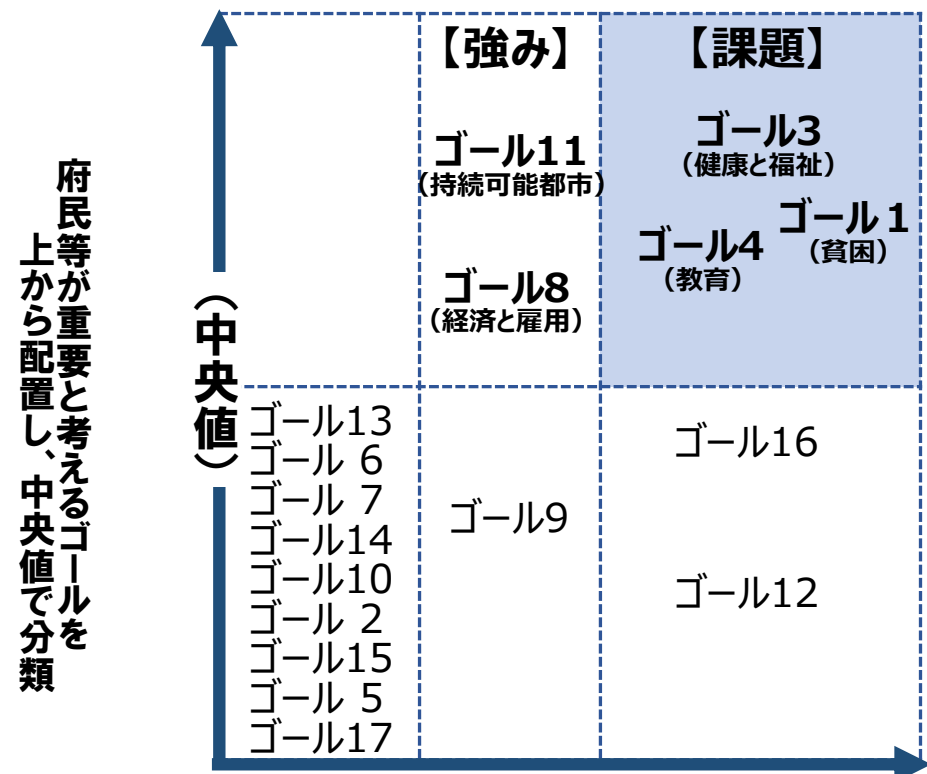 府民等が重要と考えるゴールを
上から配置し、中央値で分類
（中央値）
【強み】
【課題】
ゴール11
（持続可能都市）
ゴール8
（経済と雇用）
ゴール3
（健康と福祉）
ゴール1
（貧困）
ゴール4
（教育）
ゴール13
ゴール 6
ゴール 7
ゴール14
ゴール10
ゴール 2
ゴール15
ゴール 5
ゴール17
ゴール9
ゴール16
ゴール12